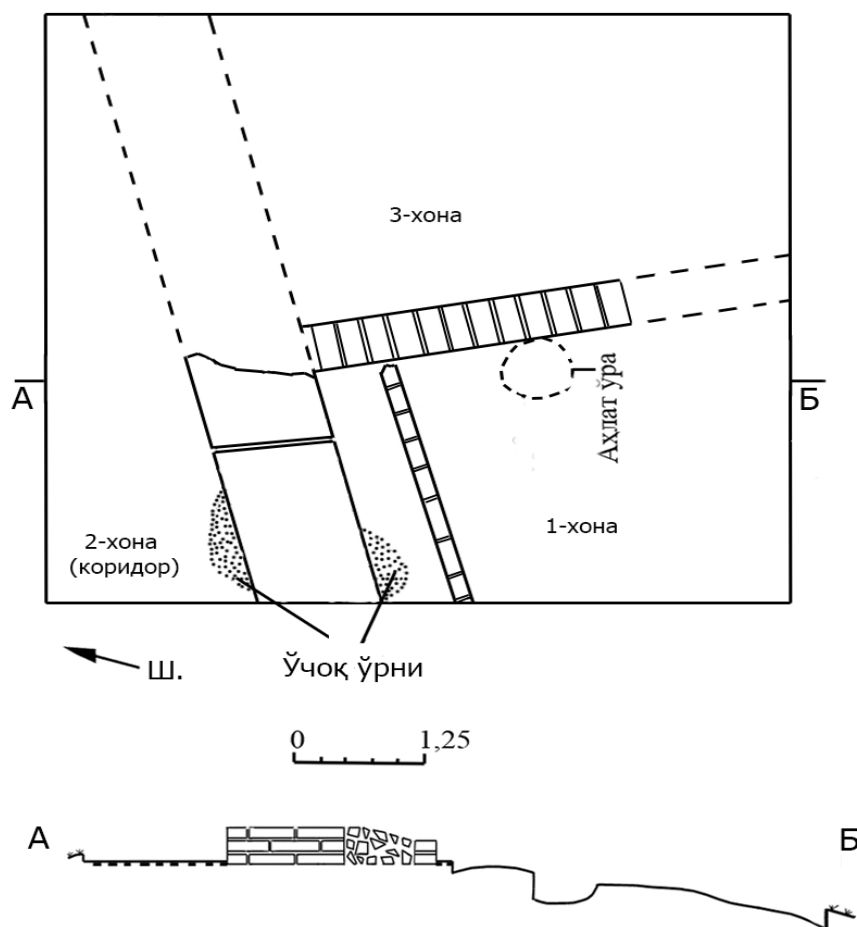 3-хона
А
Б
Аҳлат ўра
1-хона
2-хона
(коридор)
Ш.
Ўчоқ ўрни
0
1,25
А
Б